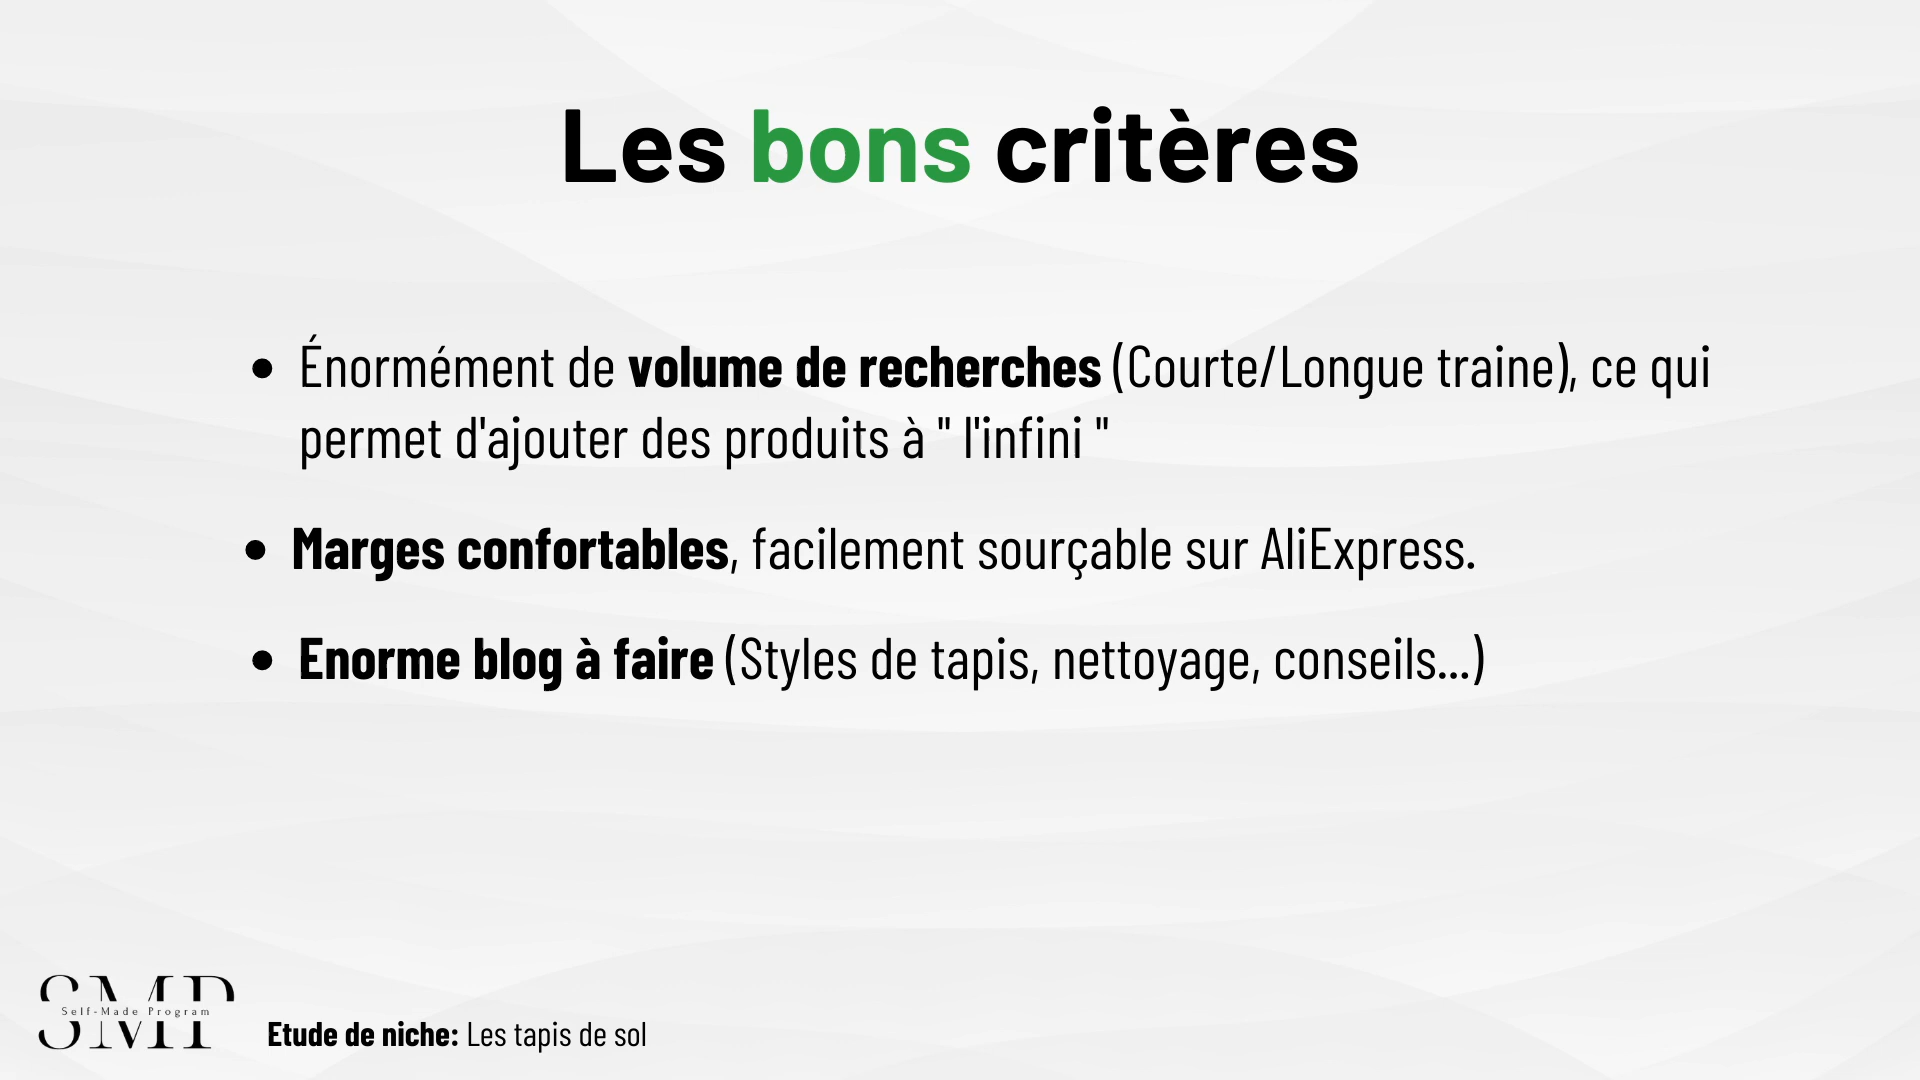 Les bons critères
• Énormément de volume de recherches (Courte/Longue traine), ce qui
permet d'ajouter des produits à " l'infini "
• Marges confortables, facilement sourçable sur AliExpress.
• Enorme blog à faire (Styles de tapis, nettoyage, conseils...)
SMP
Self-Made Program
Etude de niche: Les tapis de sol